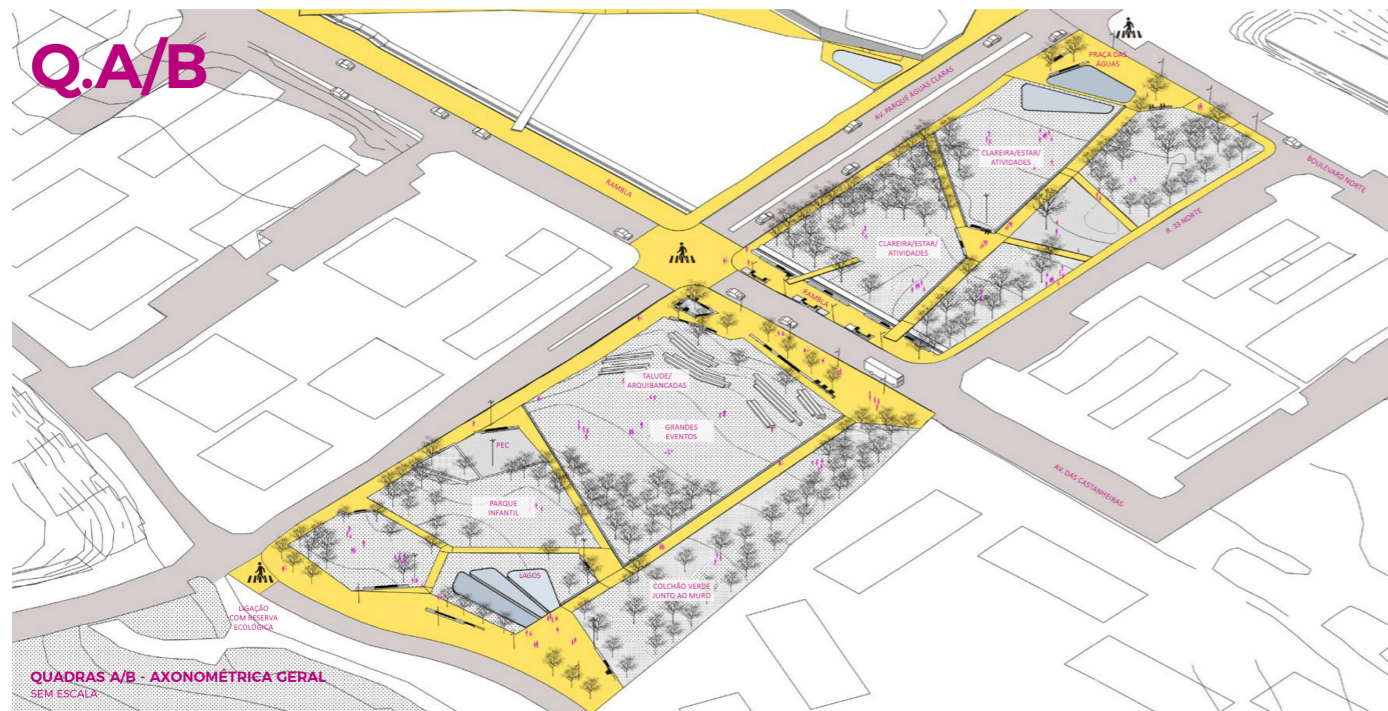 Q.A/B
PRAÇA DAS
ÁGUAS
AV. PARQUE ÁGUAS CLARAS
CLAREIRA/ESTAR/
ATIVIDADES
BOULEVARD NORTE
RAMBLA
R. 33 NORTE
CLAREIRA/ESTAR/
ATIVIDADES
RAMBLA
TALUDE/
ARQUIBANCADAS
GRANDES
EVENTOS
PEC
AV. DAS CASTANHEIRAS
PARQUE
INFANTIL
LAGOS
COLCHÃO VERDE
JUNTO AO MURO
LIGAÇÃO
COM RESERVA
ECOLÓGICA
QUADRAS A/B - AXONOMÉTRICA GERAL
SEM ESCALA